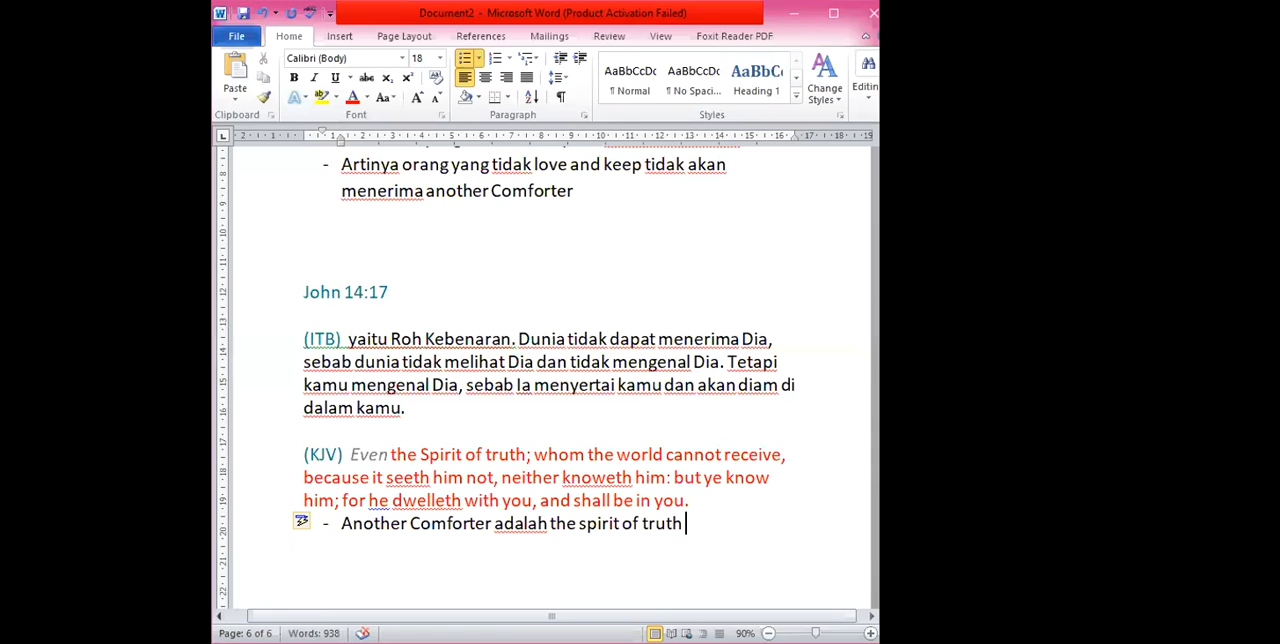 Document2 - Microsoft Word (Product Activation Failed)
File Home Insert Page Layout References Mailings Review View Foxit Reader PDF
Calibri (Body) 18
Paste
AaBbCcDc AaBbCcDc AaBbC
¶ Normal ¶ No Spaci... Heading 1
Change
Styles
Editin
Clipboard Font Paragraph Styles
- Artinya orang yang tidak love and keep tidak akan
menerima another Comforter
John 14:17
(ITB) yaitu Roh Kebenaran. Dunia tidak dapat menerima Dia,
sebab dunia tidak melihat Dia dan tidak mengenal Dia. Tetapi
kamu mengenal Dia, sebab Ia menyertai kamu dan akan diam di
dalam kamu.
(KJV) Even the Spirit of truth; whom the world cannot receive,
because it seeth him not, neither knoweth him: but ye know
him; for he dwelleth with you, and shall be in you.
- Another Comforter adalah the spirit of truth
Page: 6 of 6 Words: 938 90%